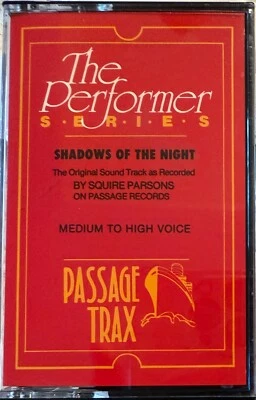 The
Performer
S·E·R·I·E·S
SHADOWS OF THE NIGHT
The Original Sound Track as Recorded
BY SQUIRE PARSONS
ON PASSAGE RECORDS
MEDIUM TO HIGH VOICE
PASSAGE
TRAX